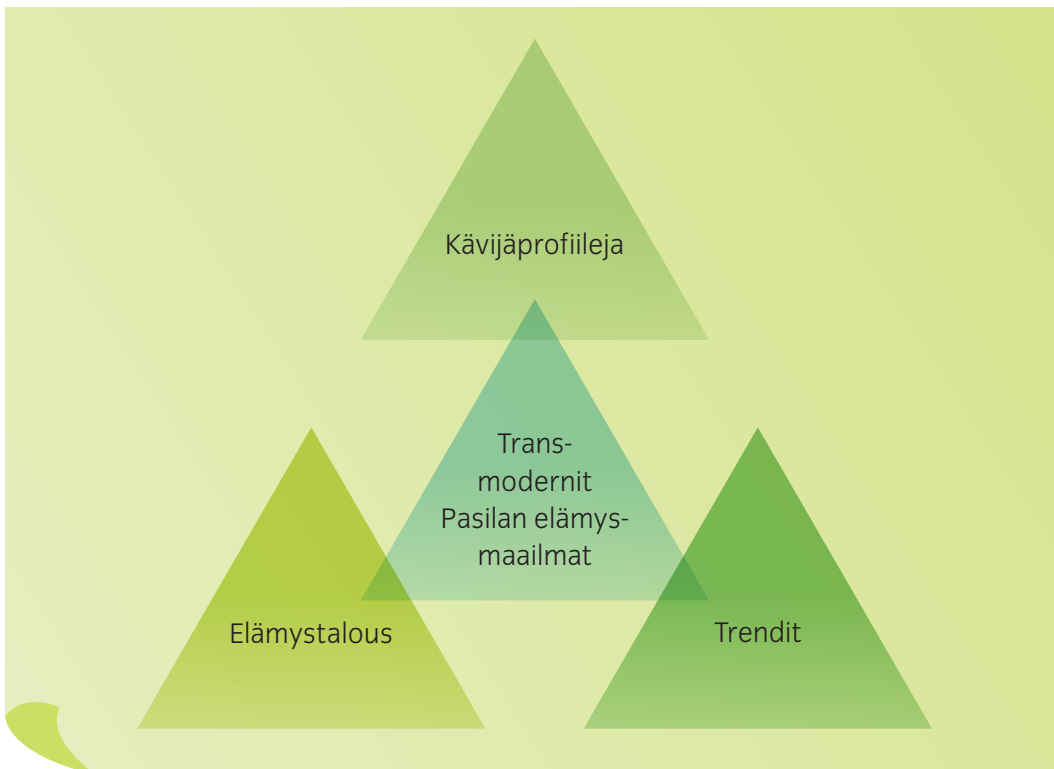 Kävijäprofiileja
Trans-
modernit
Pasilan elämys-
maailmat
Elämystalous
Trendit